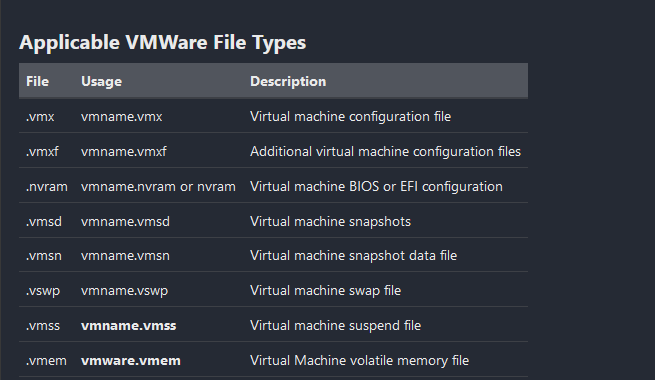 Applicable VMWare File Types
File Usage Description
.vmx vmname.vmx Virtual machine configuration file
.vmxf vmname.vmxf Additional virtual machine configuration files
.nvram vmname.nvram or nvram Virtual machine BIOS or EFI configuration
.vmsd vmname.vmsd Virtual machine snapshots
.vmsn vmname.vmsn Virtual machine snapshot data file
.vswp vmname.vswp Virtual machine swap file
.vmss vmname.vmss Virtual machine suspend file
.vmem vmware.vmem Virtual Machine volatile memory file